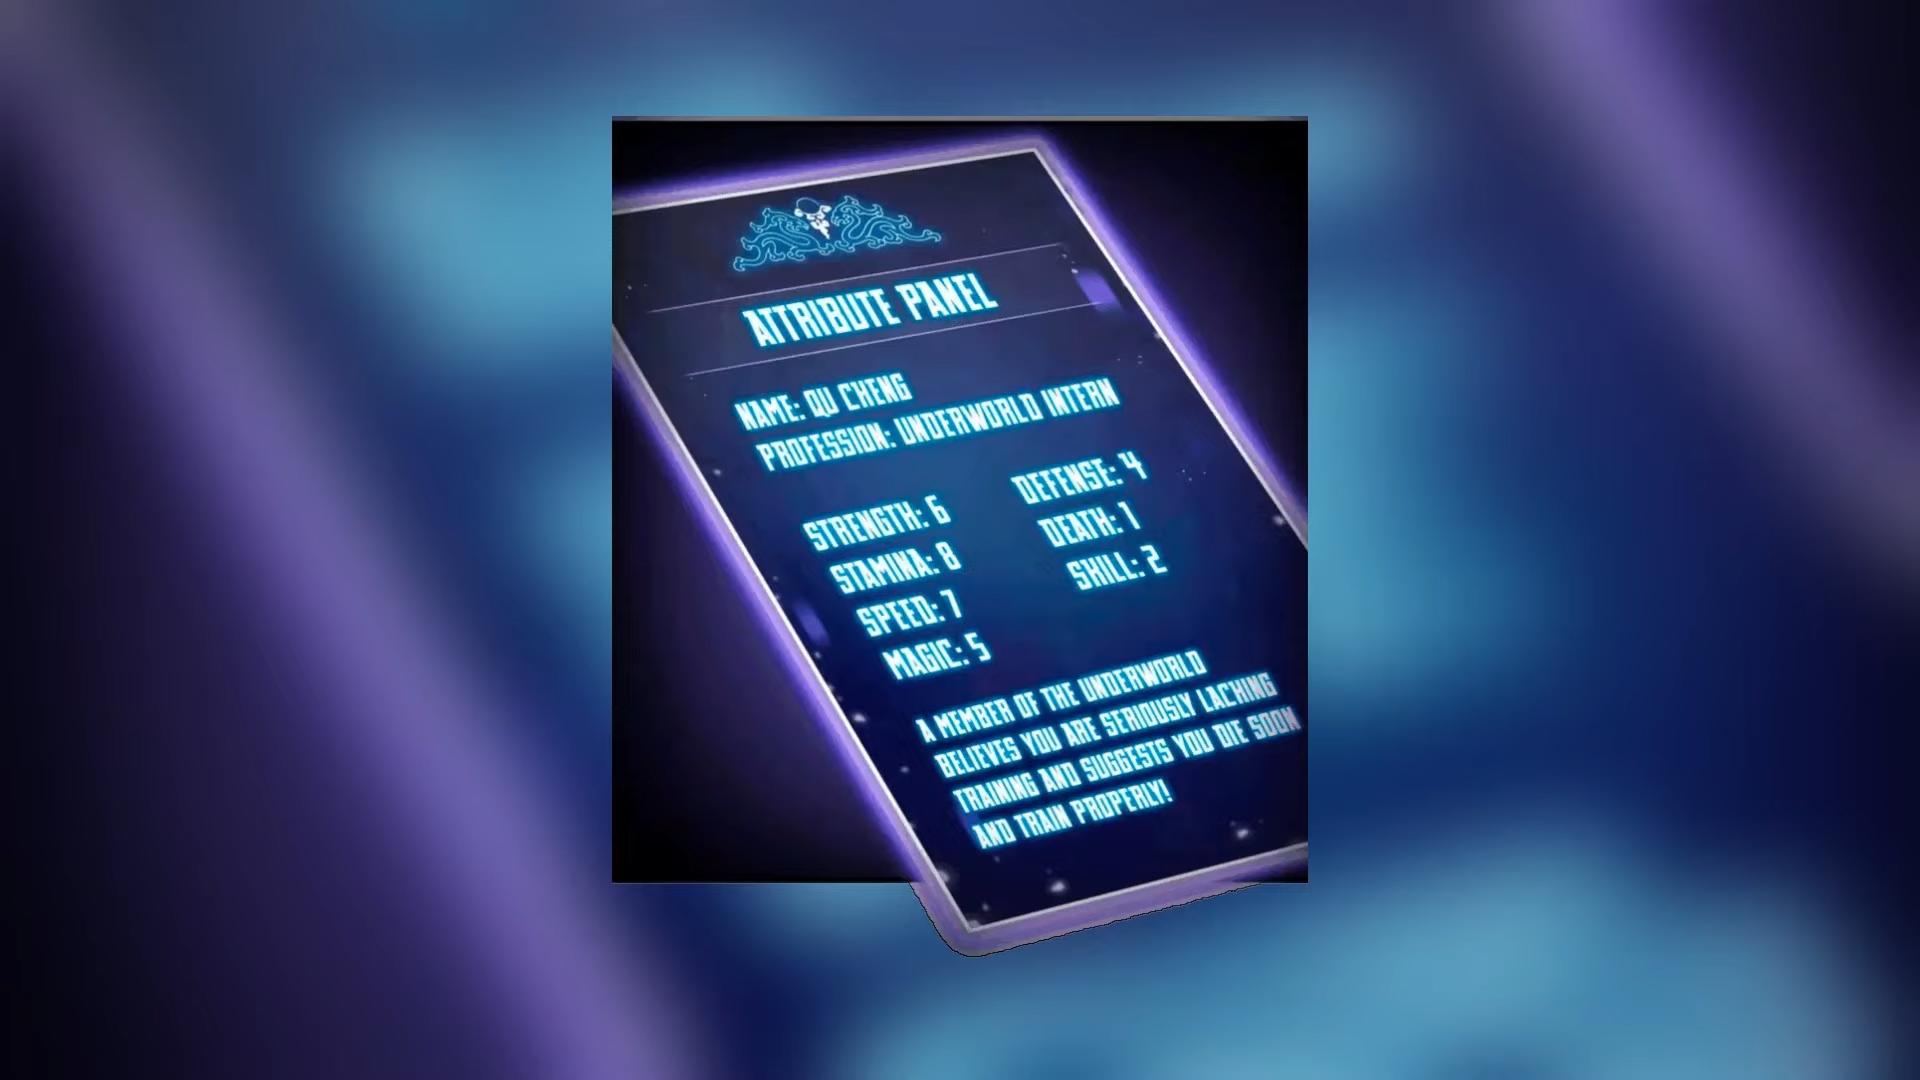 ATTRIBUTE PANEL
NAME: QU CHENG
PROFESSION: UNDERWORLD INTERN
STRENGTH: 6
STAMINA: 8
SPEED: 7
MAGIC: 5
DEFENSE: 4
DEATH: 1
SKILL: 2
A MEMBER OF THE UNDERWORLD
BELIEVES YOU ARE SERIOUSLY LACKING
TRAINING AND SUGGESTS YOU DIE SOON
AND TRAIN PROPERLY!